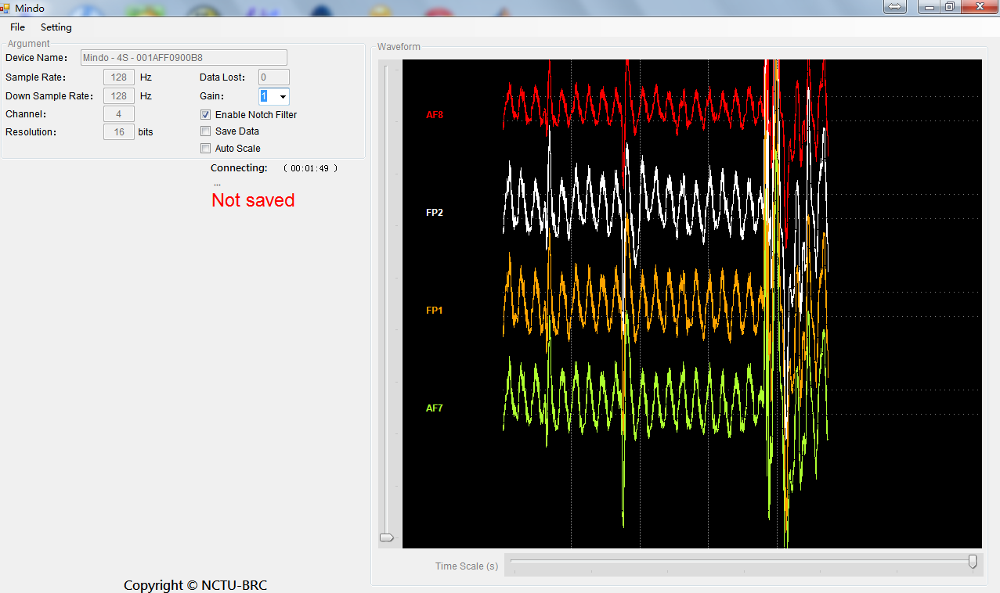 Mindo
File Setting
Argument
Device Name: Mindo - 4S - 001AFF0900B8
Sample Rate: 128 Hz Data Lost: 0
Down Sample Rate: 128 Hz Gain: 1
Channel: 4 Enable Notch Filter
Resolution: 16 bits Save Data
Auto Scale
Connecting: ( 00:01:49 )
...
Not saved
Copyright © NCTU-BRC
Waveform
AF8
FP2
FP1
AF7
Time Scale (s)